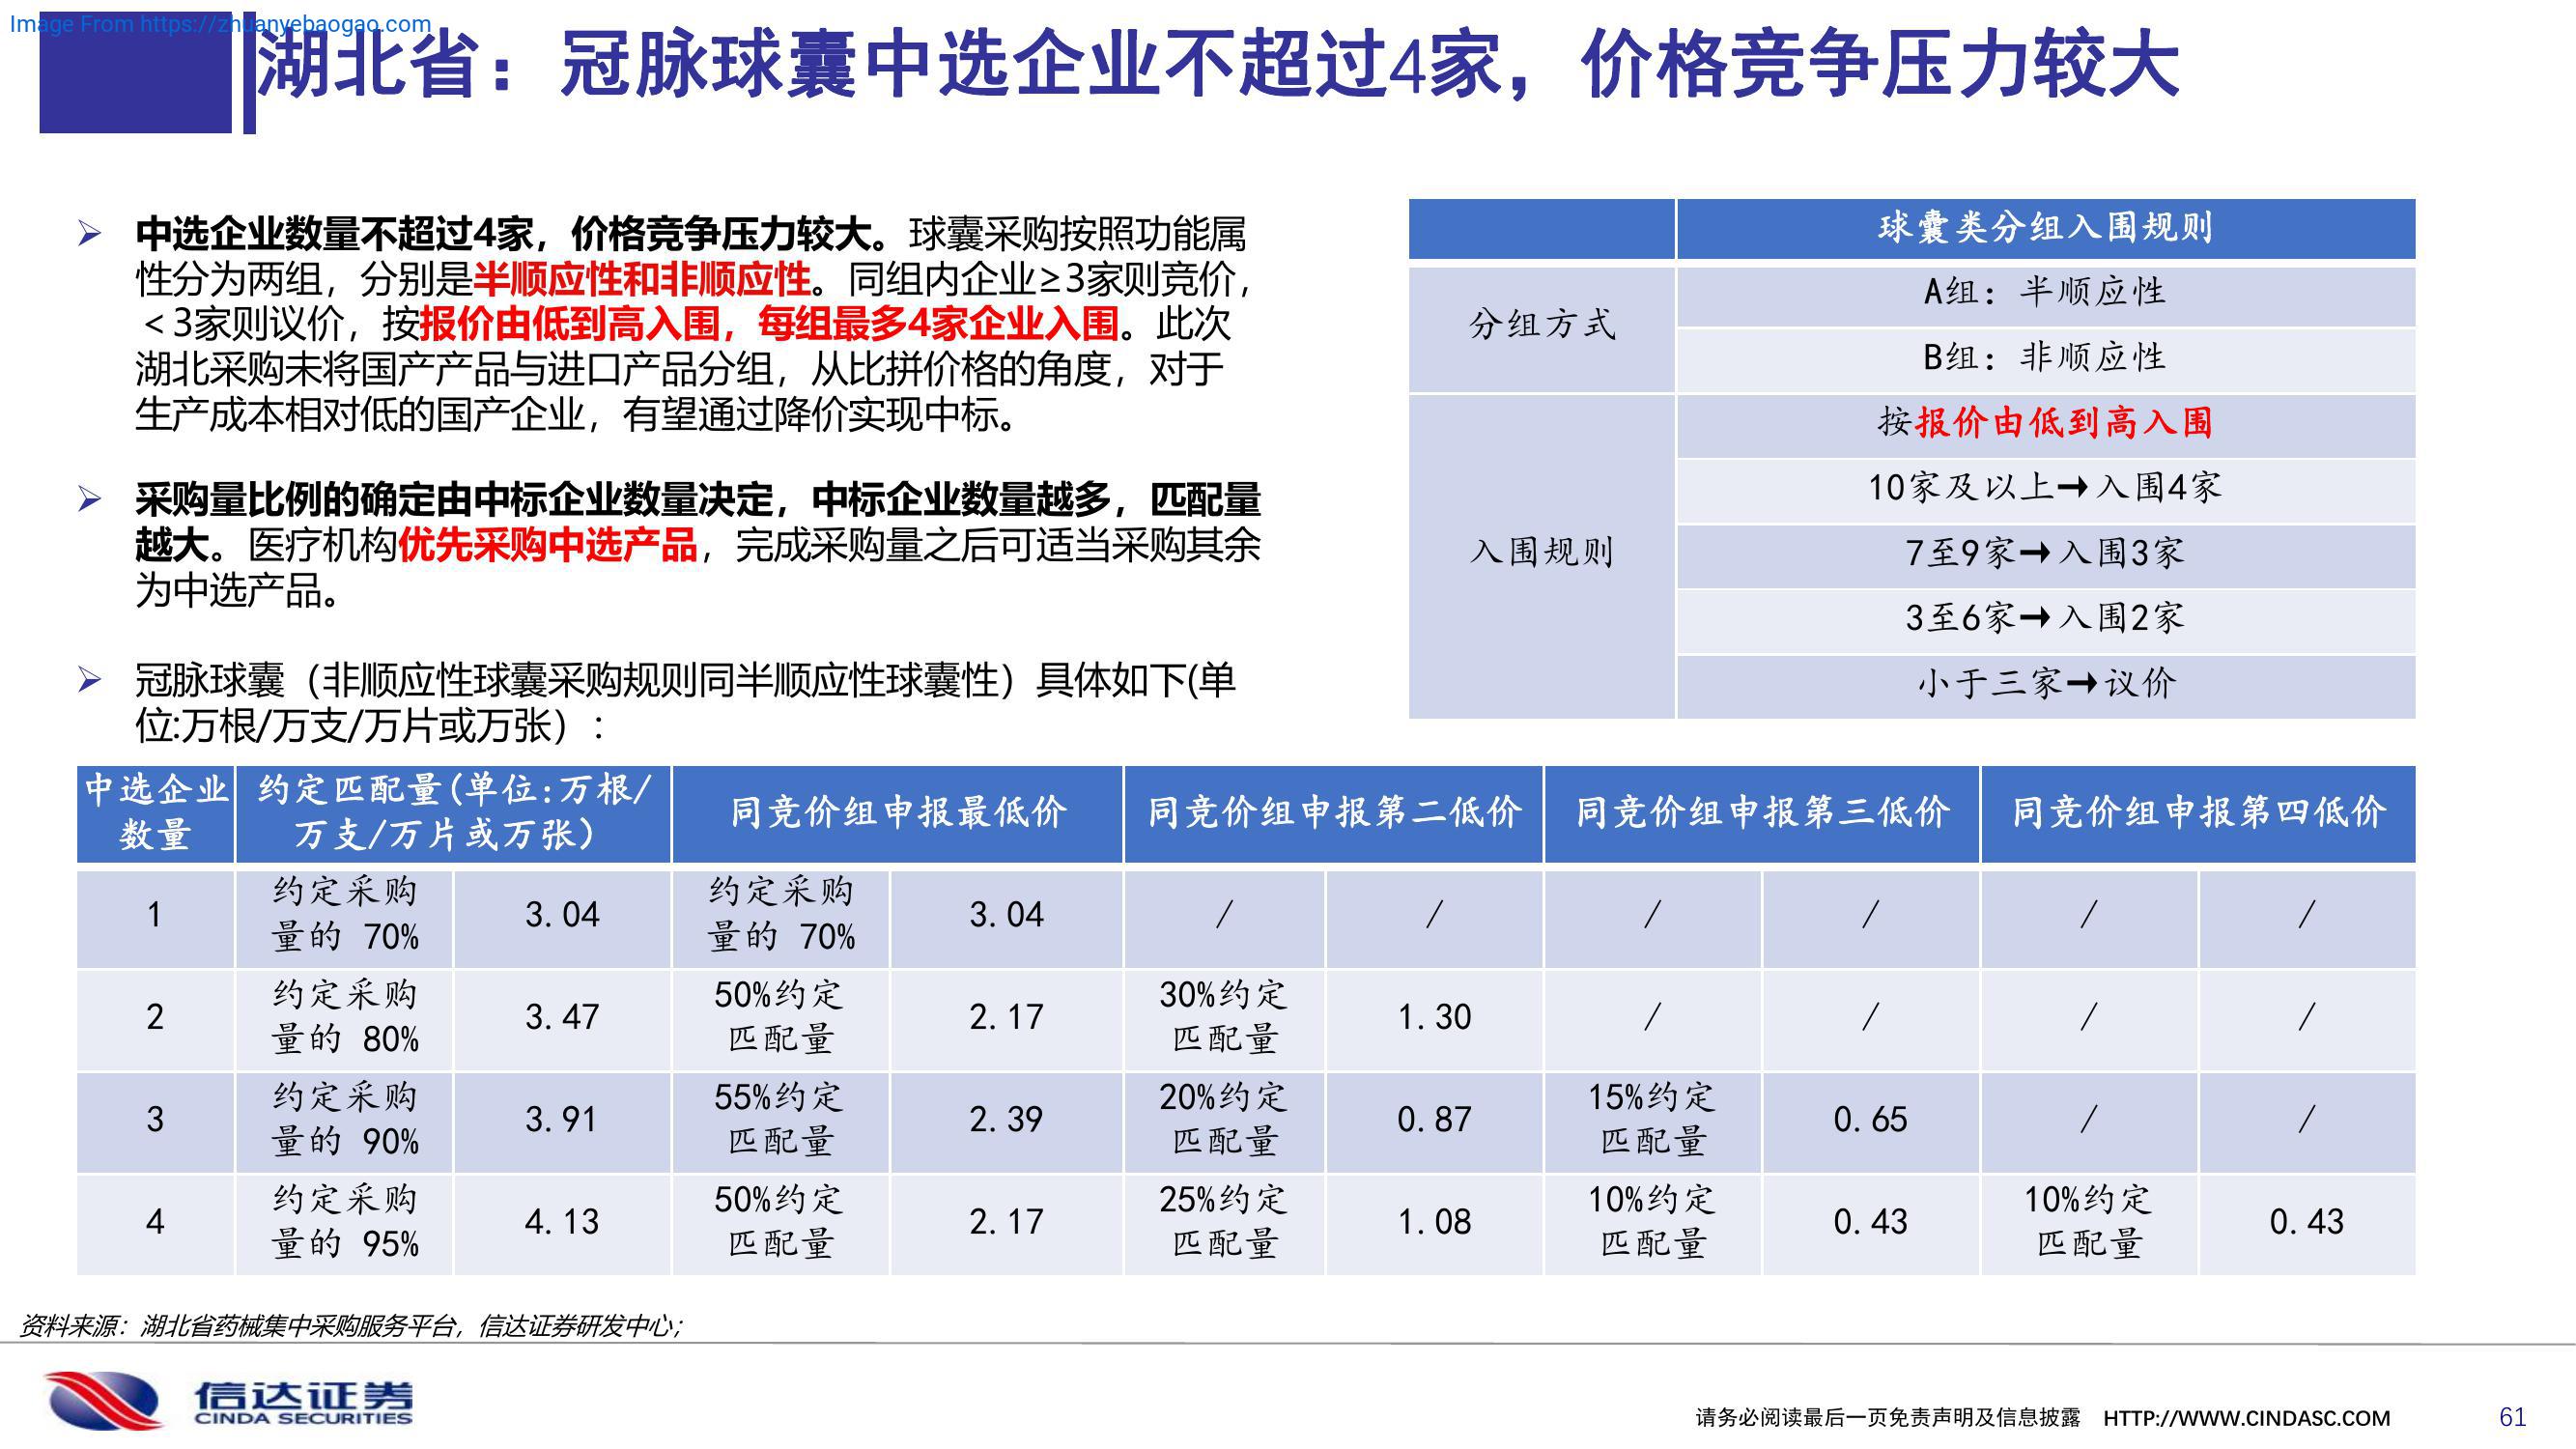 Image From https://zhuanyebaogao.com
湖北省：冠脉球囊中选企业不超过4家，价格竞争压力较大
中选企业数量不超过4家，价格竞争压力较大。球囊采购按照功能属
性分为两组，分别是半顺应性和非顺应性。同组内企业≥3家则竞价，
＜3家则议价，按报价由低到高入围，每组最多4家企业入围。此次
湖北采购未将国产产品与进口产品分组，从比拼价格的角度，对于
生产成本相对低的国产企业，有望通过降价实现中标。
采购量比例的确定由中标企业数量决定，中标企业数量越多，匹配量
越大。医疗机构优先采购中选产品，完成采购量之后可适当采购其余
为中选产品。
冠脉球囊（非顺应性球囊采购规则同半顺应性球囊性）具体如下(单
位:万根/万支/万片或万张）:
球囊类分组入围规则
分组方式
A组：半顺应性
B组：非顺应性
入围规则
按报价由低到高入围
10家及以上→入围4家
7至9家→入围3家
3至6家→入围2家
小于三家→议价
中选企业
数量
约定匹配量(单位:万根/
万支/万片或万张）
同竞价组申报最低价
同竞价组申报第二低价
同竞价组申报第三低价
同竞价组申报第四低价
1
约定采购
量的 70%
3.04
约定采购
量的 70%
3.04
/
/
/
/
/
/
2
约定采购
量的 80%
3.47
50%约定
匹配量
2.17
30%约定
匹配量
1.30
/
/
/
/
3
约定采购
量的 90%
3.91
55%约定
匹配量
2.39
20%约定
匹配量
0.87
15%约定
匹配量
0.65
/
/
4
约定采购
量的 95%
4.13
50%约定
匹配量
2.17
25%约定
匹配量
1.08
10%约定
匹配量
0.43
10%约定
匹配量
0.43
资料来源：湖北省药械集中采购服务平台，信达证券研发中心；
信达证券
CINDA SECURITIES
请务必阅读最后一页免责声明及信息披露 HTTP://WWW.CINDASC.COM 61